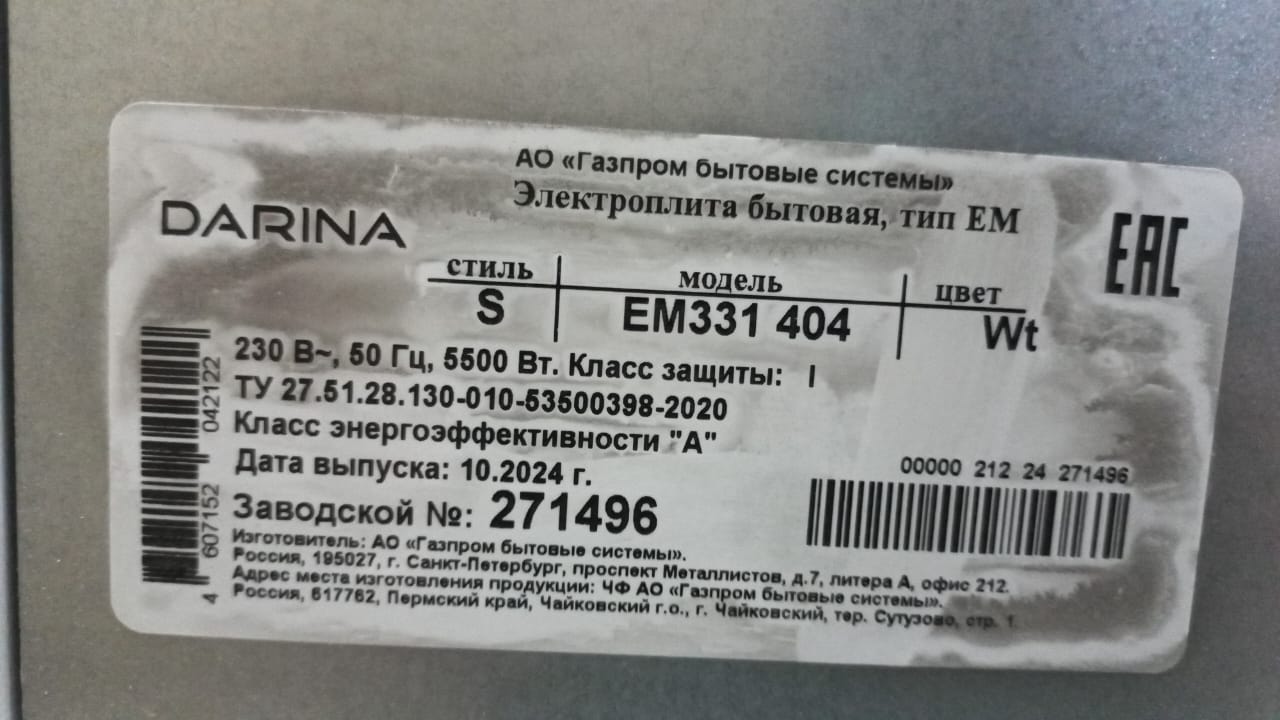 АО «Газпром бытовые системы»
Электроплита бытовая, тип ЕМ
DARINA
EAC
стиль модель цвет
S EM331 404 Wt
230 В~, 50 Гц, 5500 Вт. Класс защиты: I
ТУ 27.51.28.130-010-53500398-2020
Класс энергоэффективности "А"
Дата выпуска: 10.2024 г.
Заводской №: 271496
00000 212 24 271496
4 607152 042122
Изготовитель: АО «Газпром бытовые системы».
Россия, 195027, г. Санкт-Петербург, проспект Металлистов, д.7, литера А, офис 212.
Адрес места изготовления продукции: ЧФ АО «Газпром бытовые системы».
Россия, 617762, Пермский край, Чайковский г.о., г. Чайковский, тер. Сутузово, стр. 1.